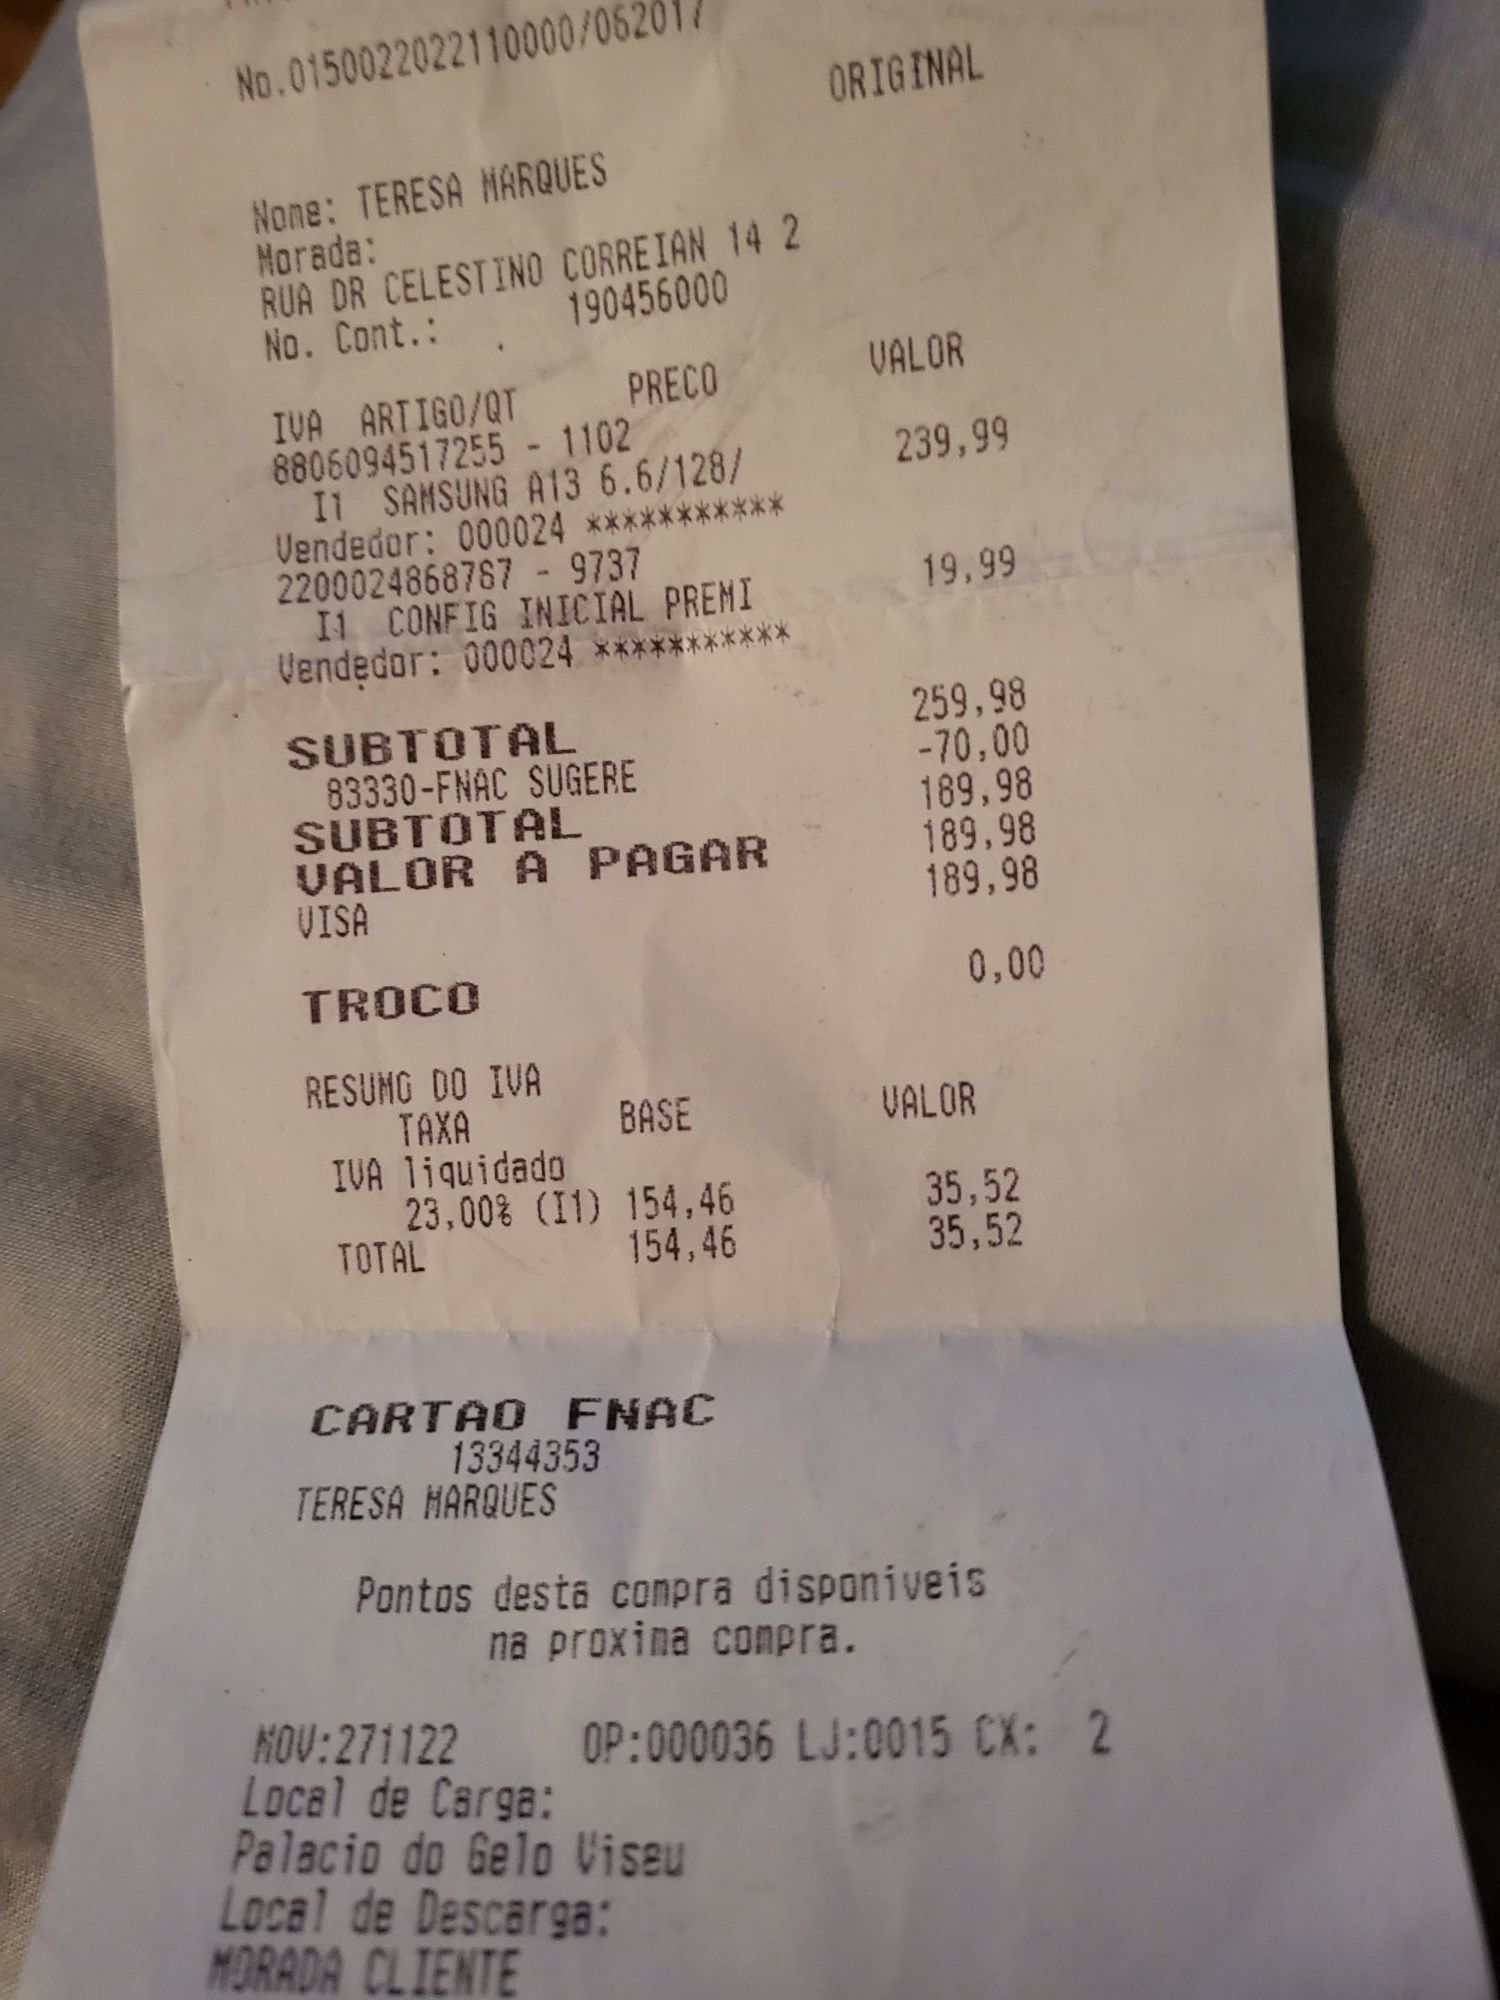 No.0150022022110000/062017
ORIGINAL
Nome: TERESA MARQUES
Morada:
RUA DR CELESTINO CORREIAN 14 2
No. Cont.: 190456000
IVA ARTIGO/QT PRECO VALOR
8806094517255 - 1102
I1 SAMSUNG A13 6.6/128/ 239,99
Vendedor: 000024 ***********
2200024868787 - 9737
I1 CONFIG INICIAL PREMI 19,99
Vendedor: 000024 ***********
SUBTOTAL 259,98
83330-FNAC SUGERE -70,00
SUBTOTAL 189,98
VALOR A PAGAR 189,98
VISA 189,98
TROCO 0,00
RESUMO DO IVA
TAXA BASE VALOR
IVA liquidado
23,00% (I1) 154,46 35,52
TOTAL 154,46 35,52
CARTAO FNAC
13344353
TERESA MARQUES
Pontos desta compra disponiveis
na proxima compra.
MOV:271122 OP:000036 LJ:0015 CX: 2
Local de Carga:
Palacio do Gelo Viseu
Local de Descarga:
MORADA CLIENTE